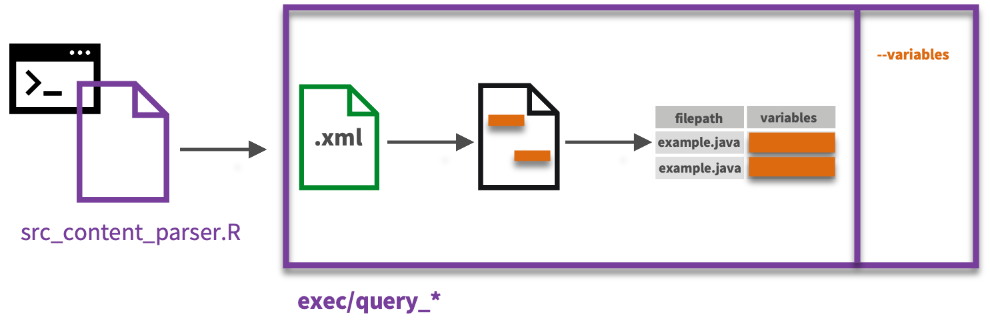 >_
src_content_parser.R
.xml
filepath variables
example.java
example.java
--variables
exec/query_*